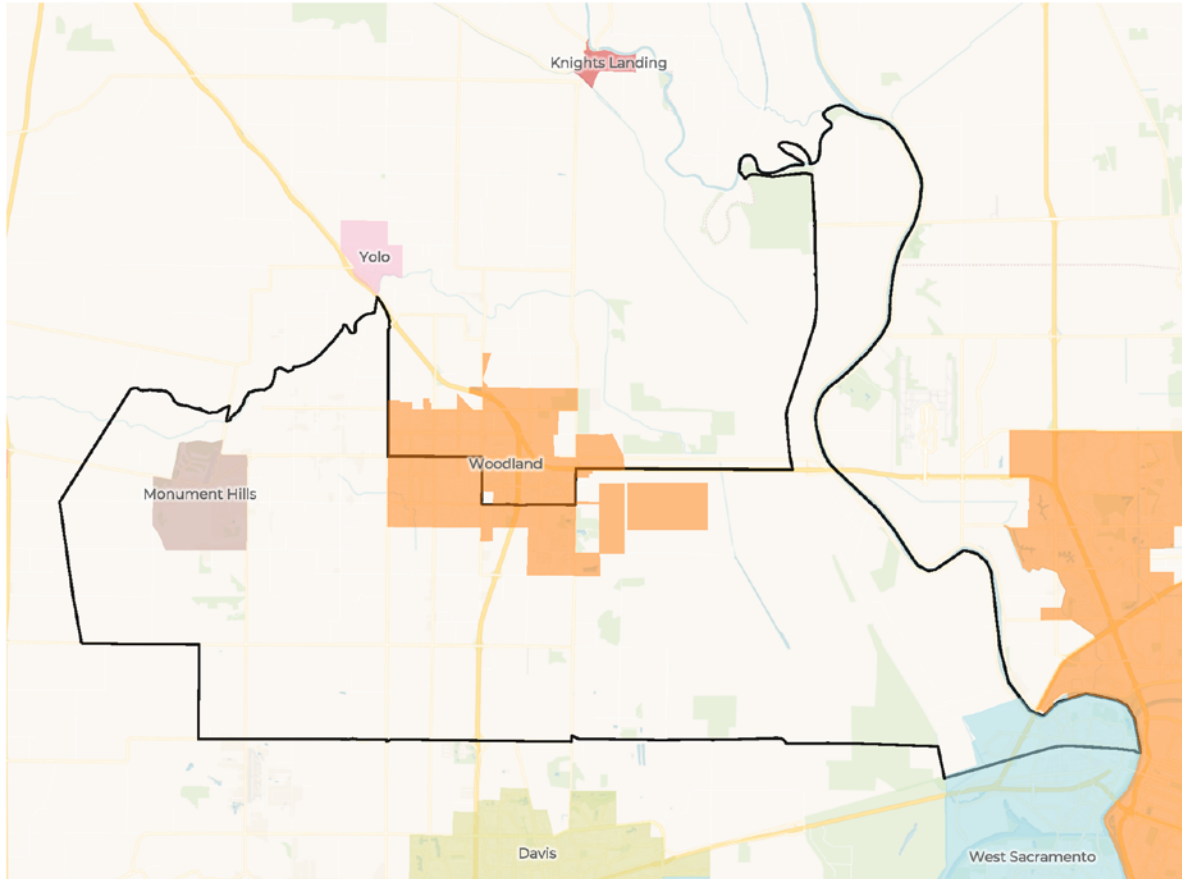 Knights Landing
Yolo
Woodland
Monument Hills
Davis
West Sacramento